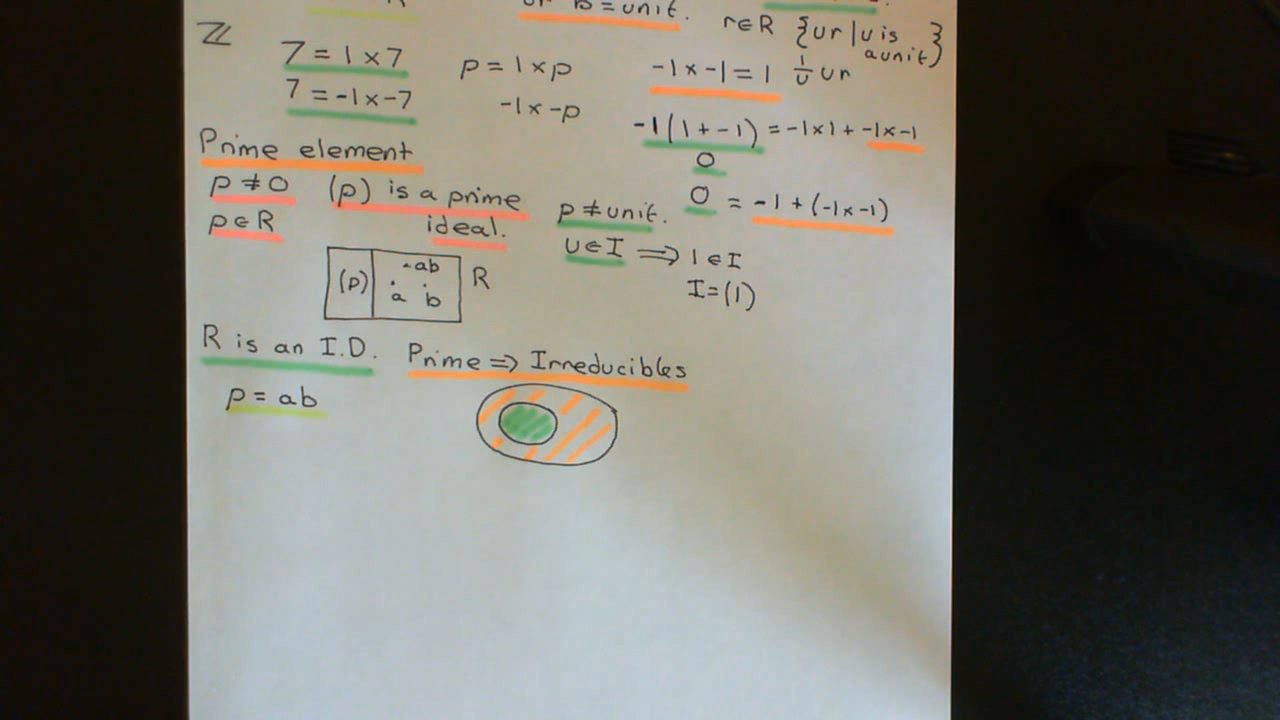 or b = unit.
r∈R {ur | u is a unit}
ℤ
7 = 1 x 7
7 = -1 x -7
p = 1 x p
-1 x -p
-1 x -1 = 1
1/u ur
-1(1 + -1) = -1 x 1 + -1 x -1
0
0 = -1 + (-1 x -1)
Prime element
p ≠ 0
p ∈ R
(p) is a prime
ideal.
p ≠ unit.
u ∈ I ⟹ 1 ∈ I
I = (1)
(p)
·ab
a b
R
R is an I.D.
Prime ⇒ Irreducibles
p = ab